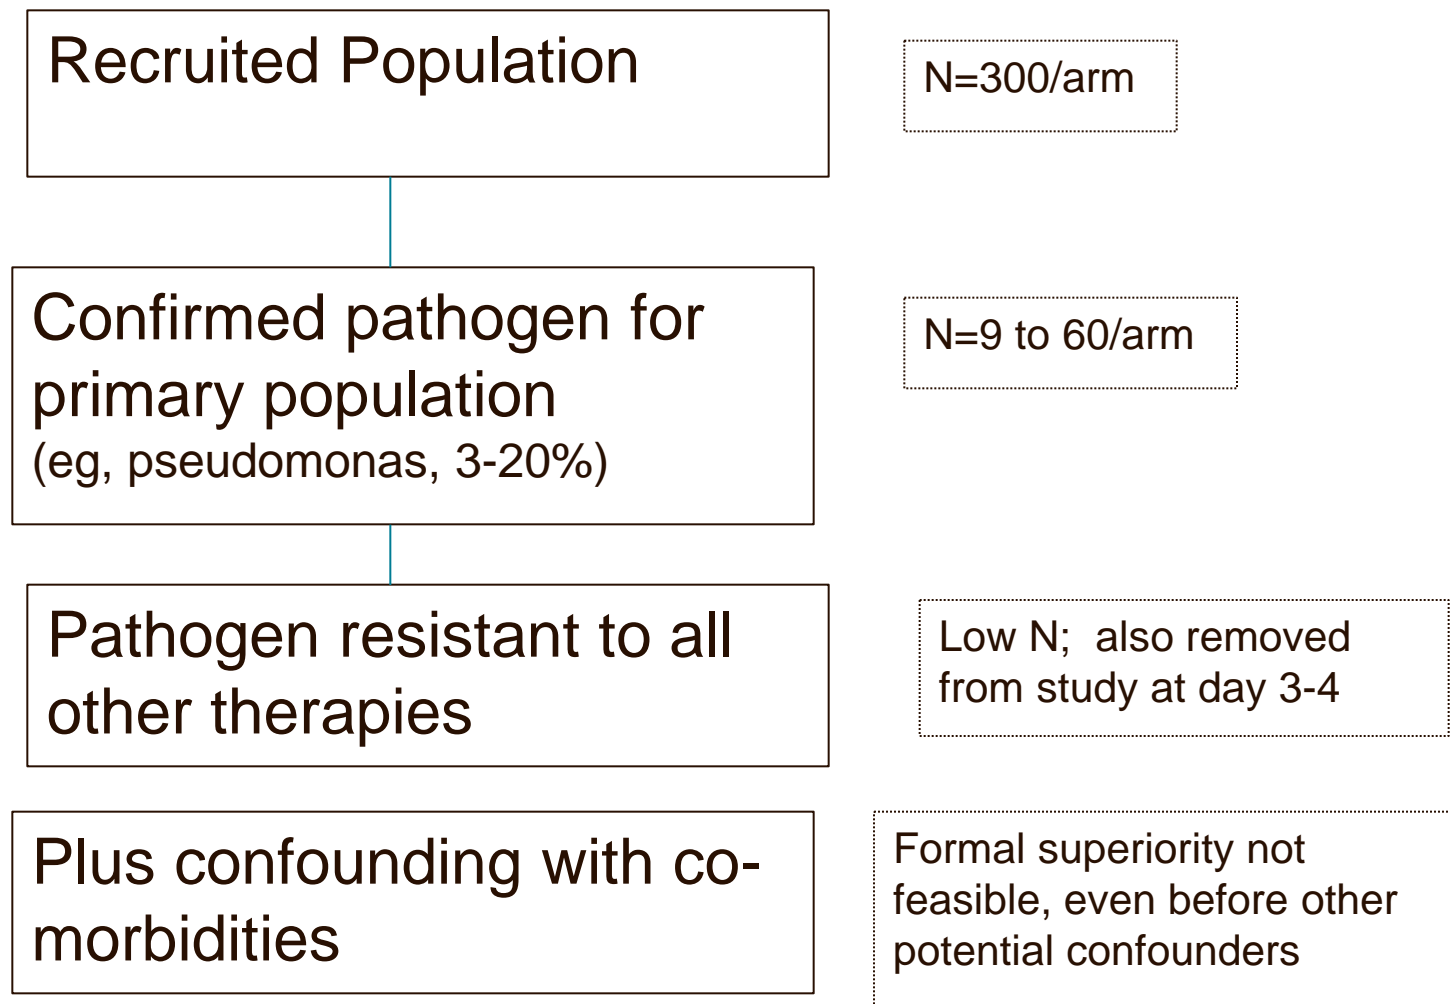 Recruited Population
N=300/arm
Confirmed pathogen for
primary population
(eg, pseudomonas, 3-20%)
N=9 to 60/arm
Pathogen resistant to all
other therapies
Low N;  also removed
from study at day 3-4
Plus confounding with co-
morbidities
Formal superiority not
feasible, even before other
potential confounders